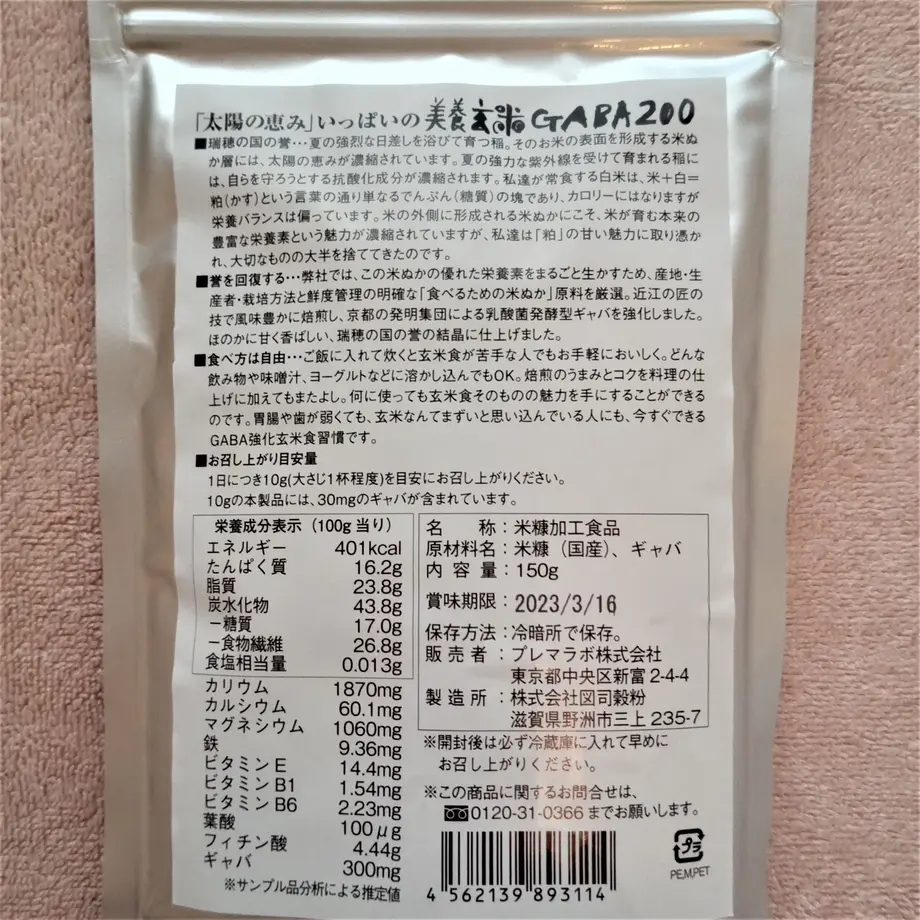 「太陽の恵み」いっぱいの美養玄米GABA200
■瑞穂の国の誉…夏の強烈な日差しを浴びて育つ稲。そのお米の表面を形成する米ぬ
か層には、太陽の恵みが濃縮されています。夏の強力な紫外線を受けて育まれる稲に
は、自らを守ろうとする抗酸化成分が濃縮されます。私達が常食する白米は、米＋白＝
粕(かす)という言葉の通り単なるでんぷん(糖質)の塊であり、カロリーにはなりますが
栄養バランスは偏っています。米の外側に形成される米ぬかにこそ、米が育む本来の
豊富な栄養素という魅力が濃縮されていますが、私達は「粕」の甘い魅力に取り憑か
れ、大切なものの大半を捨ててきたのです。
■誉を回復する…弊社では、この米ぬかの優れた栄養素をまるごと生かすため、産地・生
産者・栽培方法と鮮度管理の明確な「食べるための米ぬか」原料を厳選。近江の匠の
技で風味豊かに焙煎し、京都の発明集団による乳酸菌発酵型ギャバを強化しました。
ほのかに甘く香ばしい、瑞穂の国の誉の結晶に仕上げました。
■食べ方は自由…ご飯に入れて炊くと玄米食が苦手な人でもお手軽においしく。どんな
飲み物や味噌汁、ヨーグルトなどに溶かし込んでもOK。焙煎のうまみとコクを料理の仕
上げに加えてもまたよし。何に使っても玄米食そのものの魅力を手にすることができる
のです。胃腸や歯が弱くても、玄米なんてまずいと思い込んでいる人にも、今すぐできる
GABA強化玄米食習慣です。
■お召し上がり目安量
1日につき10g(大さじ1杯程度)を目安にお召し上がりください。
10gの本製品には、30mgのギャバが含まれています。
栄養成分表示（100g当り）
エネルギー 401kcal
たんぱく質 16.2g
脂質 23.8g
炭水化物 43.8g
－糖質 17.0g
－食物繊維 26.8g
食塩相当量 0.013g
カリウム 1870mg
カルシウム 60.1mg
マグネシウム 1060mg
鉄 9.36mg
ビタミンE 14.4mg
ビタミンB1 1.54mg
ビタミンB6 2.23mg
葉酸 100μg
フィチン酸 4.44g
ギャバ 300mg
※サンプル品分析による推定値
名称：米糠加工食品
原材料名：米糠（国産）、ギャバ
内容量：150g
賞味期限：2023/3/16
保存方法：冷暗所で保存。
販売者：プレマラボ株式会社
東京都中央区新富2-4-4
製造所：株式会社図司穀粉
滋賀県野洲市三上235-7
※開封後は必ず冷蔵庫に入れて早めに
お召し上がりください。
※この商品に関するお問合せは、
0120-31-0366までお願いします。
4 562139 893114
プラ
PE,M,PET